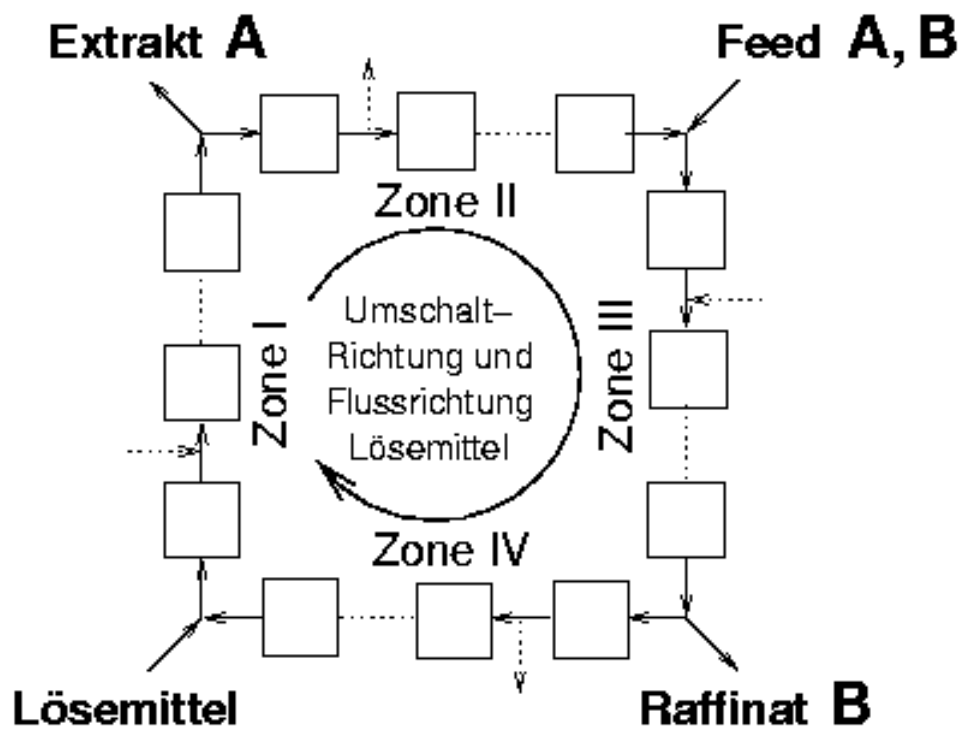 Extrakt A
Feed A, B
Zone II
Zone I
Umschalt–
Richtung und
Flussrichtung
Lösemittel
Zone III
Zone IV
Lösemittel
Raffinat B